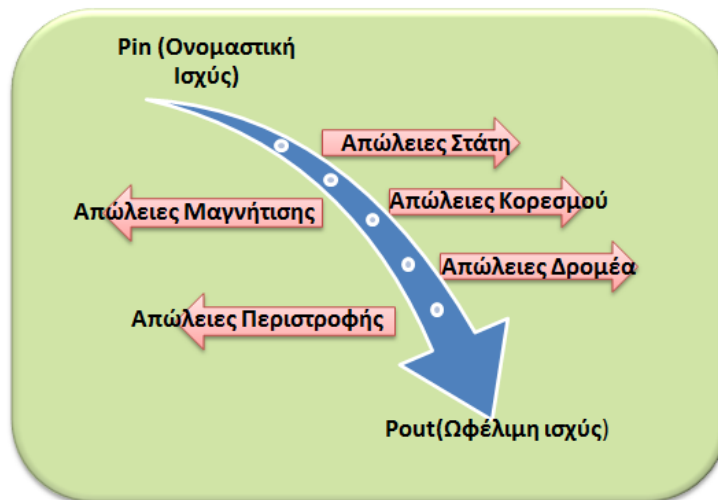 Pin (Ονομαστική
Ισχύς)
Απώλειες Στάτη
Απώλειες Μαγνήτισης
Απώλειες Κορεσμού
Απώλειες Δρομέα
Απώλειες Περιστροφής
Pout(Ωφέλιμη ισχύς)